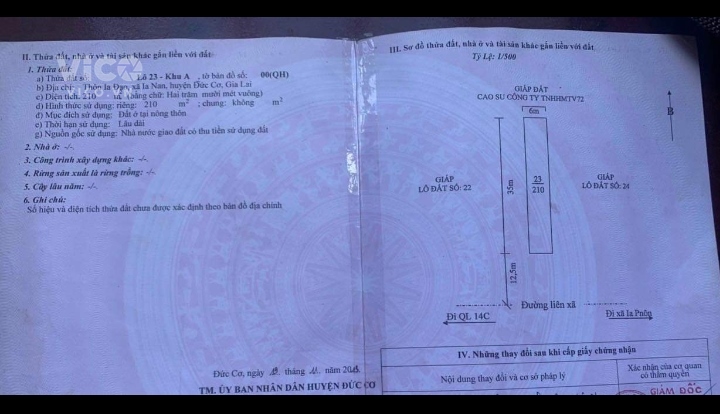 II. Thửa đất, nhà ở và tài sản khác gắn liền với đất
1. Thửa đất
a) Thửa đất số: Lô 23 - Khu A, tờ bản đồ số: 00(QH)
b) Địa chỉ: Thôn Ia Đạo, xã Ia Nan, huyện Đức Cơ, Gia Lai
c) Diện tích: 210 m², (bằng chữ: Hai trăm mười mét vuông)
d) Hình thức sử dụng: riêng: 210 m²; chung: không m²
đ) Mục đích sử dụng: Đất ở tại nông thôn
e) Thời hạn sử dụng: Lâu dài
g) Nguồn gốc sử dụng: Nhà nước giao đất có thu tiền sử dụng đất
2. Nhà ở: -/-
3. Công trình xây dựng khác: -/-
4. Rừng sản xuất là rừng trồng: -/-
5. Cây lâu năm: -/-
6. Ghi chú:
Số hiệu và diện tích thửa đất chưa được xác định theo bản đồ địa chính
Đức Cơ, ngày tháng năm
TM. ỦY BAN NHÂN DÂN HUYỆN ĐỨC CƠ
III. Sơ đồ thửa đất, nhà ở và tài sản khác gắn liền với đất
Tỷ Lệ: 1/500
GIÁP ĐẤT
CAO SU CÔNG TY TNHHMTV72
6m
B
GIÁP
LÔ ĐẤT SỐ: 22
35m
23
210
GIÁP
LÔ ĐẤT SỐ: 24
12,5m
Đường liên xã
Đi QL 14C
Đi xã Ia Pnôn
IV. Những thay đổi sau khi cấp giấy chứng nhận
Nội dung thay đổi và cơ sở pháp lý
Xác nhận của cơ quan
có thẩm quyền
GIÁM ĐỐC